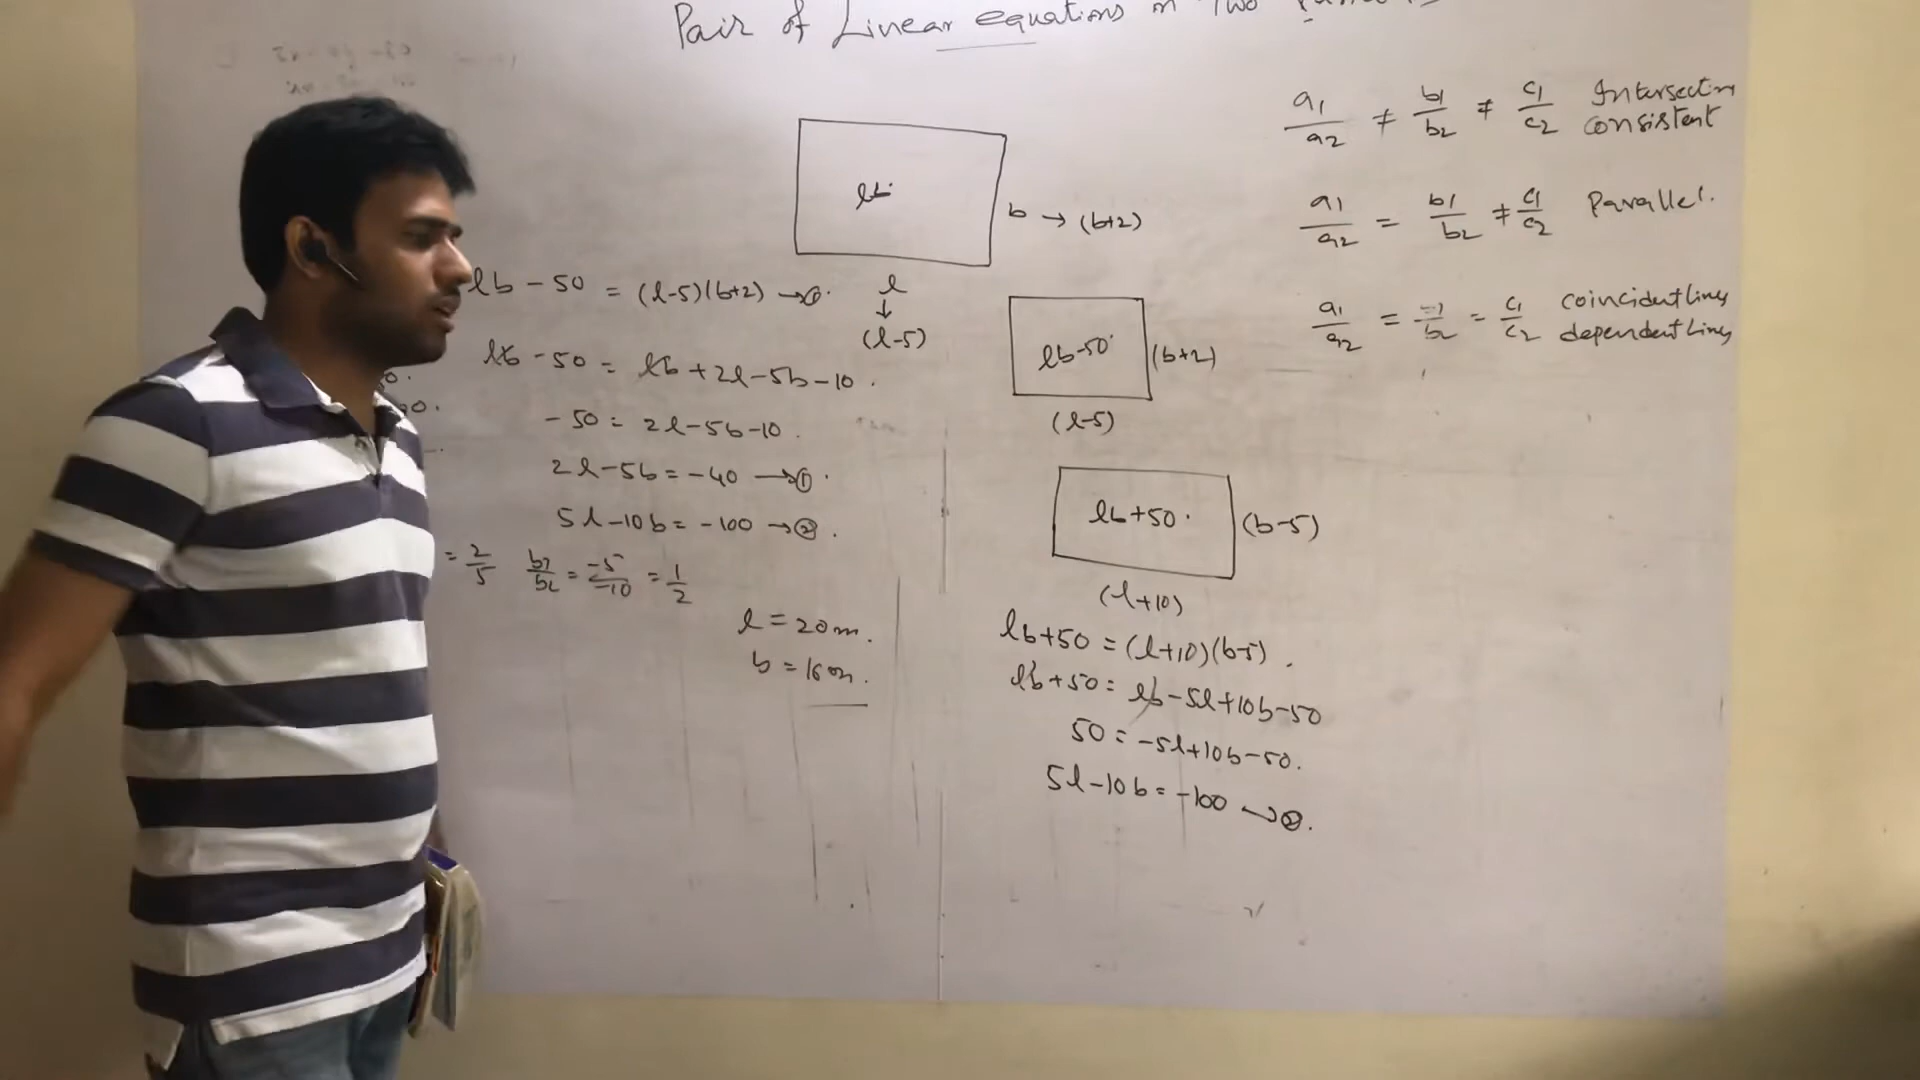 Pair of Linear equations in Two
lb
b → (b+2)
l
↓
(l-5)
lb - 50 = (l-5)(b+2) → ①.
lb - 50 = lb + 2l - 5b - 10.
- 50 = 2l - 5b - 10.
2l - 5b = - 40 → ①.
5l - 10b = - 100 → ②.
= 2/5 b1/b2 = -5/-10 = 1/2
l = 20m.
b = 16m.
lb-50
(b+2)
(l-5)
lb+50.
(b-5)
(l+10)
lb+50 = (l+10)(b-5).
lb+50 = lb-5l+10b-50
50 = -5l+10b-50.
5l-10b = -100 → ②.
a1/a2 ≠ b1/b2 ≠ c1/c2 Intersecting
consistent
a1/a2 = b1/b2 ≠ c1/c2 Parallel.
a1/a2 = b1/b2 = c1/c2 coincident lines
dependent lines